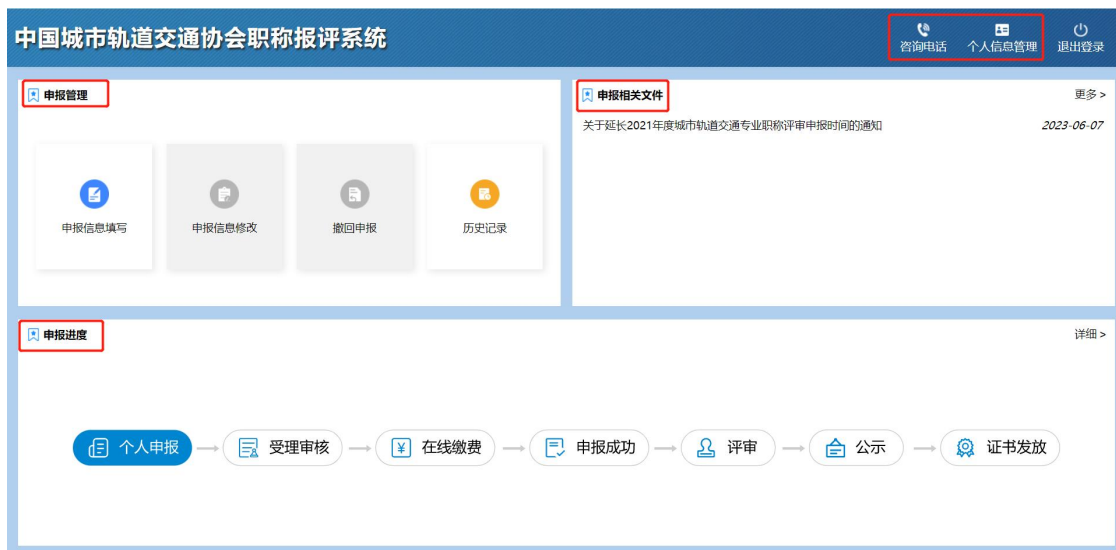 中国城市轨道交通协会职称报评系统
咨询电话 个人信息管理 退出登录
申报管理
申报信息填写 申报信息修改 撤回申报 历史记录
申报相关文件 更多 >
关于延长2021年度城市轨道交通专业职称评审申报时间的通知 2023-06-07
申报进度 详细 >
个人申报 受理审核 在线缴费 申报成功 评审 公示 证书发放